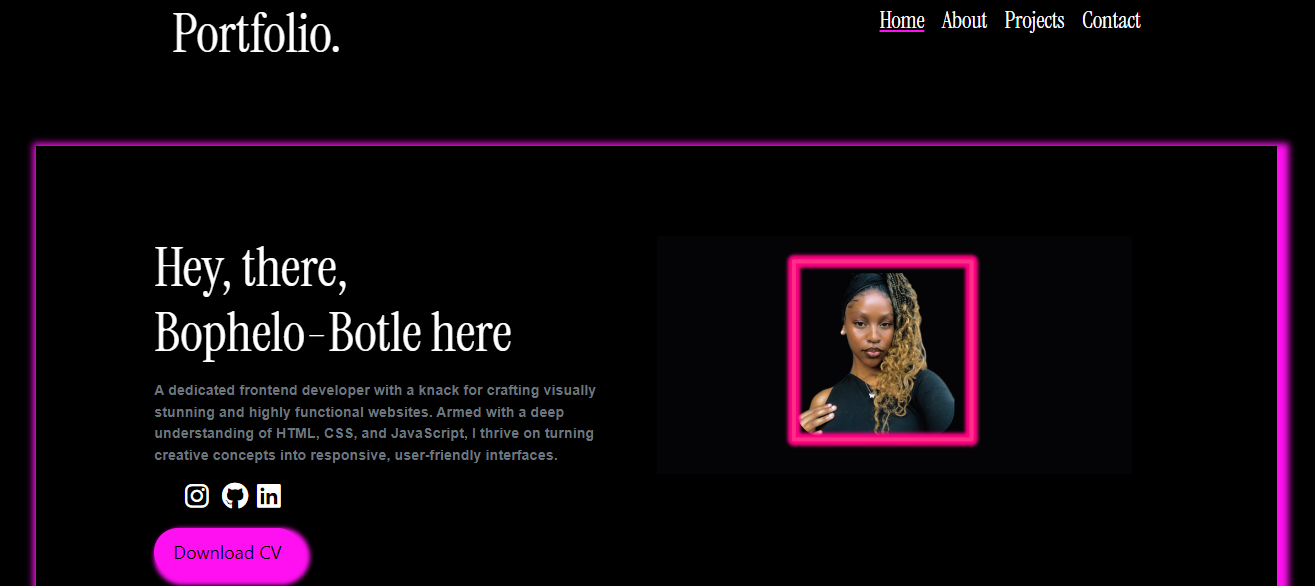 Portfolio.
Home About Projects Contact
Hey, there,
Bophelo-Botle here
A dedicated frontend developer with a knack for crafting visually
stunning and highly functional websites. Armed with a deep
understanding of HTML, CSS, and JavaScript, I thrive on turning
creative concepts into responsive, user-friendly interfaces.
in
Download CV